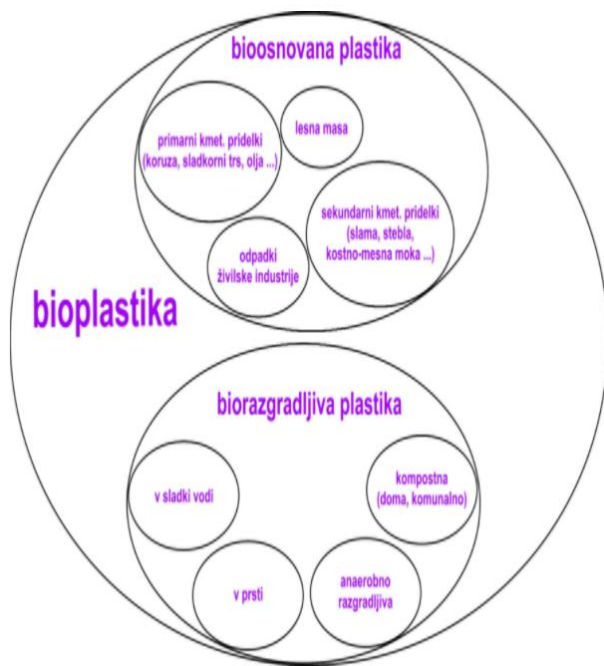 bioosnovana plastika
lesna masa
primarni kmet. pridelki
(koruza, sladkorni trs, olja ...)
sekundarni kmet. pridelki
(slama, stebla,
kostno-mesna moka ...)
odpadki
živilske industrije
bioplastika
biorazgradljiva plastika
v sladki vodi
kompostna
(doma, komunalno)
v prsti
anaerobno
razgradljiva